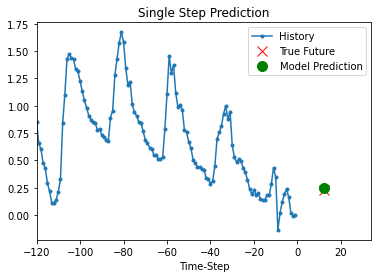 Single Step Prediction
History
True Future
Model Prediction
1.75
1.50
1.25
1.00
0.75
0.50
0.25
0.00
−120 −100 −80 −60 −40 −20 0 20
Time-Step